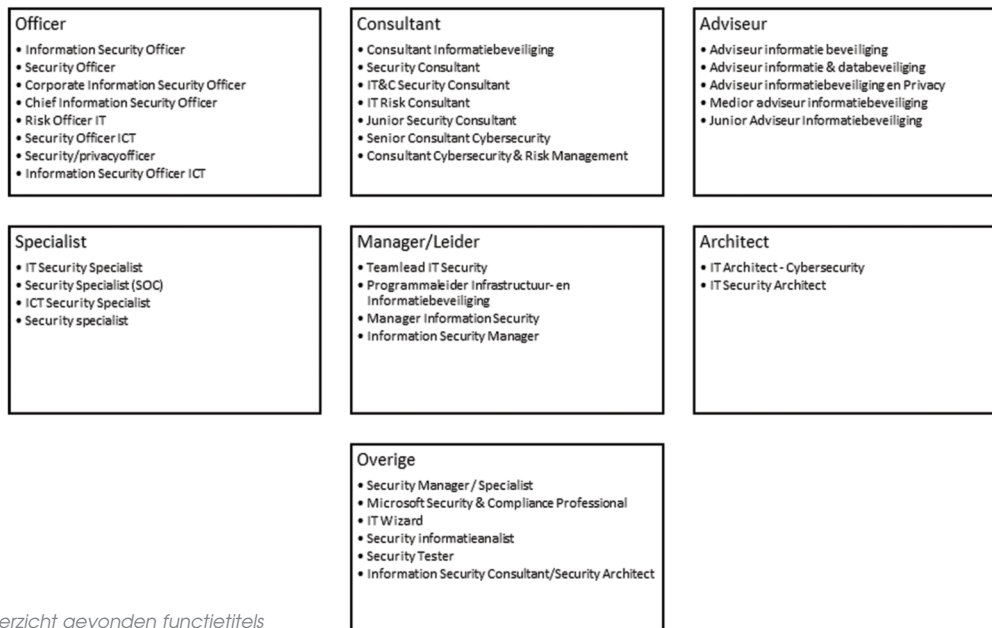 Officer
• Information Security Officer
• Security Officer
• Corporate Information Security Officer
• Chief Information Security Officer
• Risk Officer IT
• Security Officer ICT
• Security/privacyofficer
• Information Security Officer ICT
Consultant
• Consultant Informatiebeveiliging
• Security Consultant
• IT&C Security Consultant
• IT Risk Consultant
• Junior Security Consultant
• Senior Consultant Cybersecurity
• Consultant Cybersecurity & Risk Management
Adviseur
• Adviseur informatie beveiliging
• Adviseur informatie & databeveiliging
• Adviseur informatiebeveiliging en Privacy
• Medior adviseur informatiebeveiliging
• Junior Adviseur Informatiebeveiliging
Specialist
• IT Security Specialist
• Security Specialist (SOC)
• ICT Security Specialist
• Security specialist
Manager/Leider
• Teamlead IT Security
• Programmaleider Infrastructuur- en
Informatiebeveiliging
• Manager Information Security
• Information Security Manager
Architect
• IT Architect - Cybersecurity
• IT Security Architect
Overige
• Security Manager / Specialist
• Microsoft Security & Compliance Professional
• IT Wizard
• Security informatieanalist
• Security Tester
• Information Security Consultant/Security Architect
gevonden functietitels